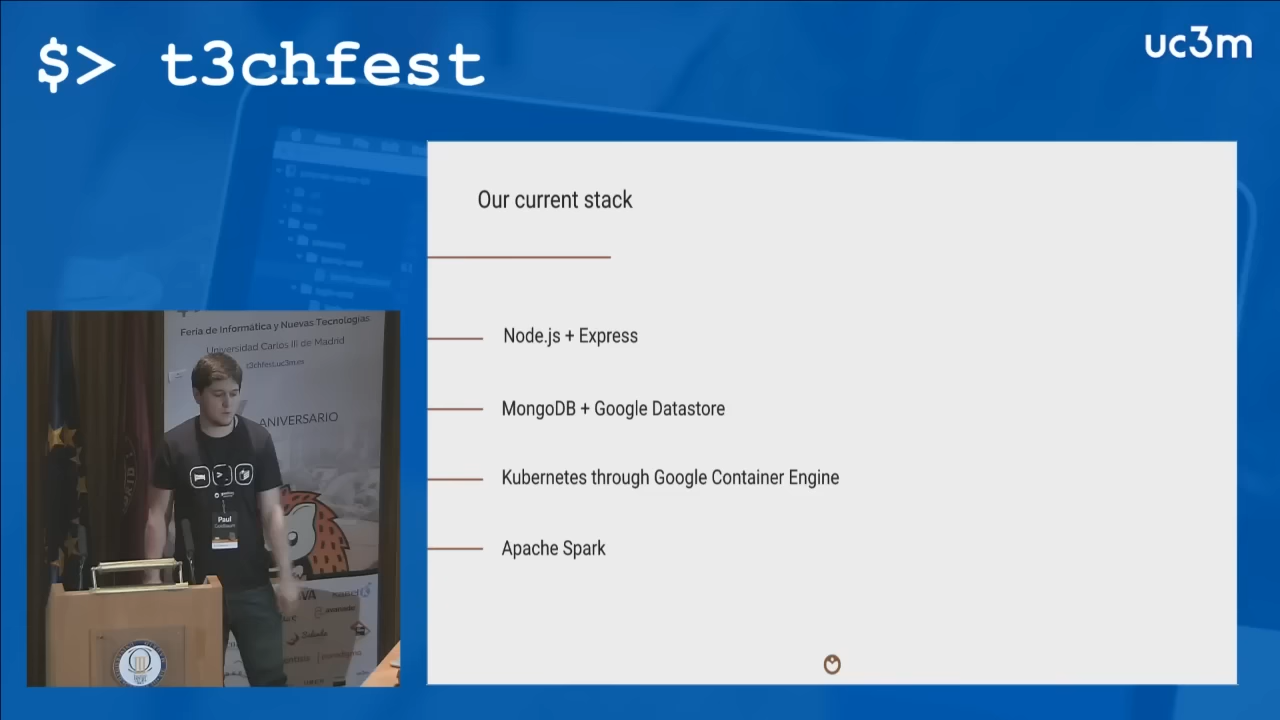 $> t3chfest
uc3m
Our current stack
Node.js + Express
MongoDB + Google Datastore
Kubernetes through Google Container Engine
Apache Spark
Feria de Informática y Nuevas Tecnologías
Universidad Carlos III de Madrid
t3chfest.uc3m.es
ANIVERSARIO
>_
Paul